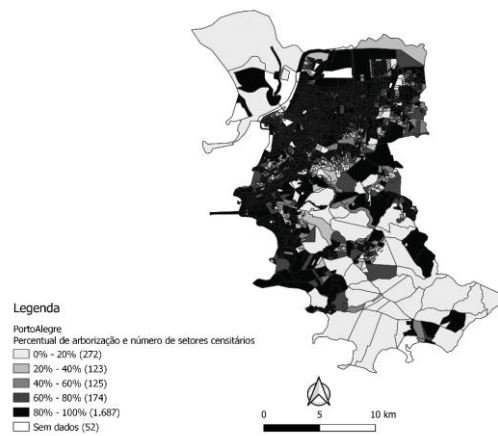 Legenda
PortoAlegre
Percentual de arborização e número de setores censitários
0% - 20% (272)
20% - 40% (123)
40% - 60% (125)
60% - 80% (174)
80% - 100% (1.687)
Sem dados (52)
0 5 10 km